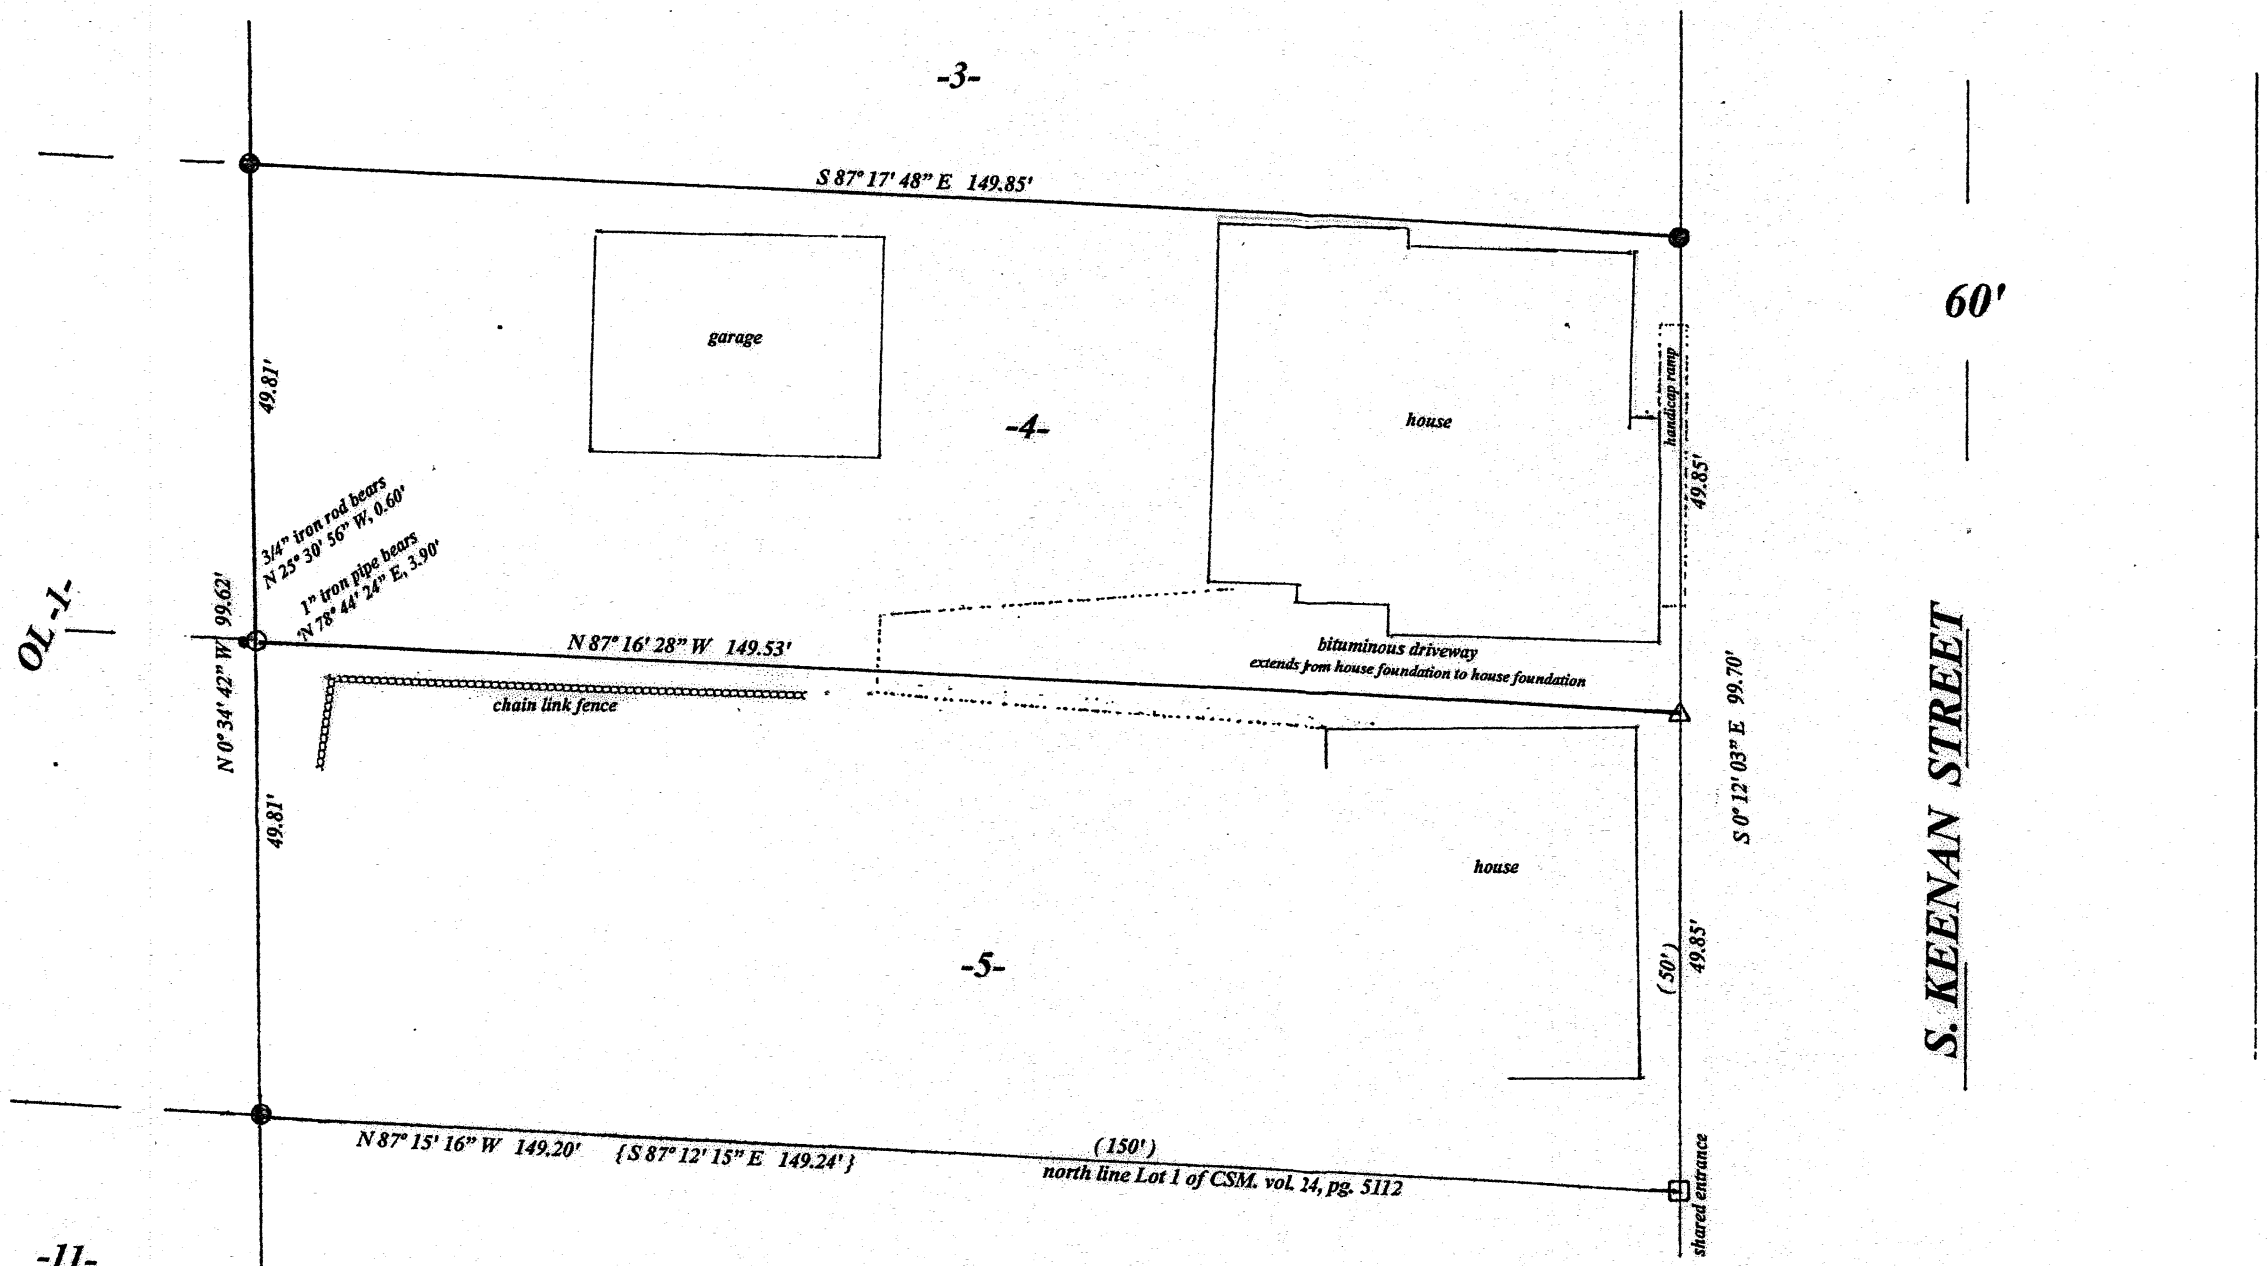 -3-
S 87° 17' 48" E 149.85'
60'
garage
49.81'
-4-
house
handicap ramp
49.85'
3/4" iron rod bears
N 25° 30' 56" W, 0.60'
1" iron pipe bears
N 78° 44' 24" E, 3.90'
OL -1-
N 0° 34' 42" W 99.62'
N 87° 16' 28" W 149.53'
bituminous driveway
extends from house foundation to house foundation
chain link fence
S 0° 12' 03" E 99.70'
S. KEENAN STREET
49.81'
house
-5-
( 50' )
49.85'
N 87° 15' 16" W 149.20' { S 87° 12' 15" E 149.24' }
( 150' )
north line Lot 1 of CSM. vol. 24, pg. 5112
shared entrance
-11-